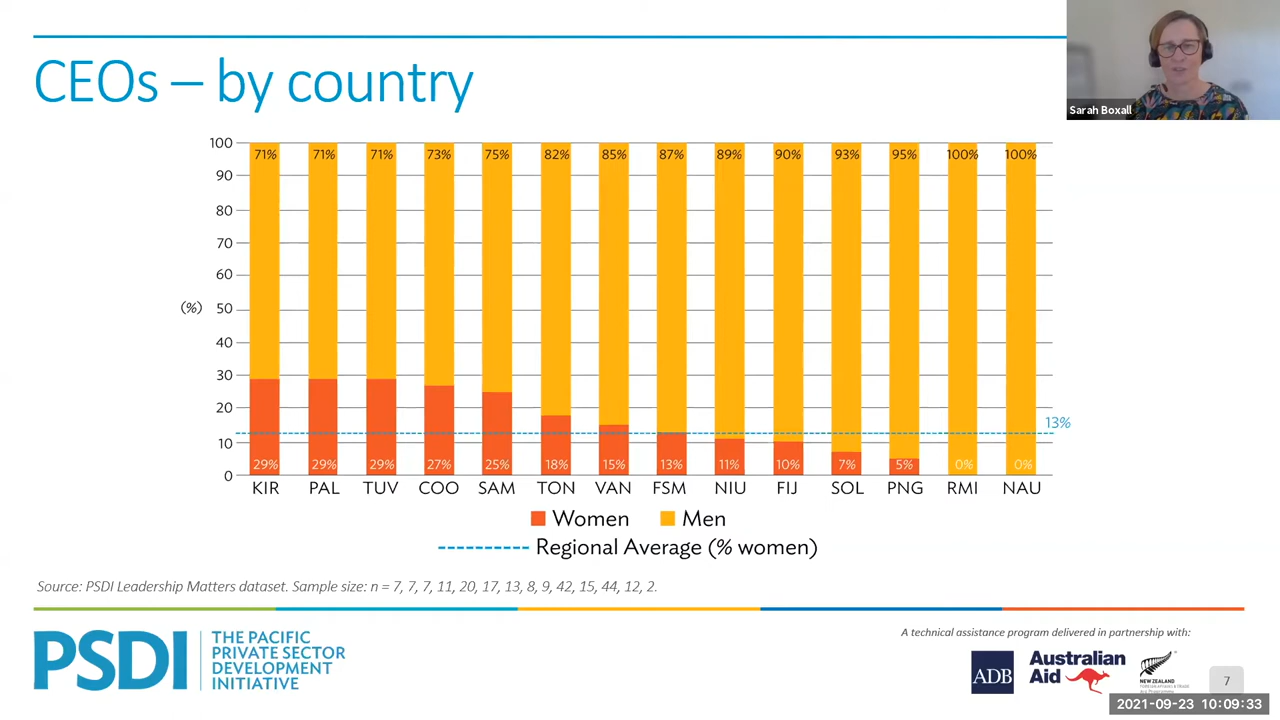 Sarah Boxall
CEOs – by country
100 71% 71% 71% 73% 75% 82% 85% 87% 89% 90% 93% 95% 100% 100%
90
80
70
60
(%) 50
40
30
20
13%
10
29% 29% 29% 27% 25% 18% 15% 13% 11% 10% 7% 5% 0% 0%
0
KIR PAL TUV COO SAM TON VAN FSM NIU FIJ SOL PNG RMI NAU
Women Men
Regional Average (% women)
Source: PSDI Leadership Matters dataset. Sample size: n = 7, 7, 7, 11, 20, 17, 13, 8, 9, 42, 15, 44, 12, 2.
PSDI
THE PACIFIC
PRIVATE SECTOR
DEVELOPMENT
INITIATIVE
A technical assistance program delivered in partnership with:
ADB
Australian
Aid
NEW ZEALAND
FOREIGN AFFAIRS & TRADE
Aid Programme
7
2021-09-23 10:09:33